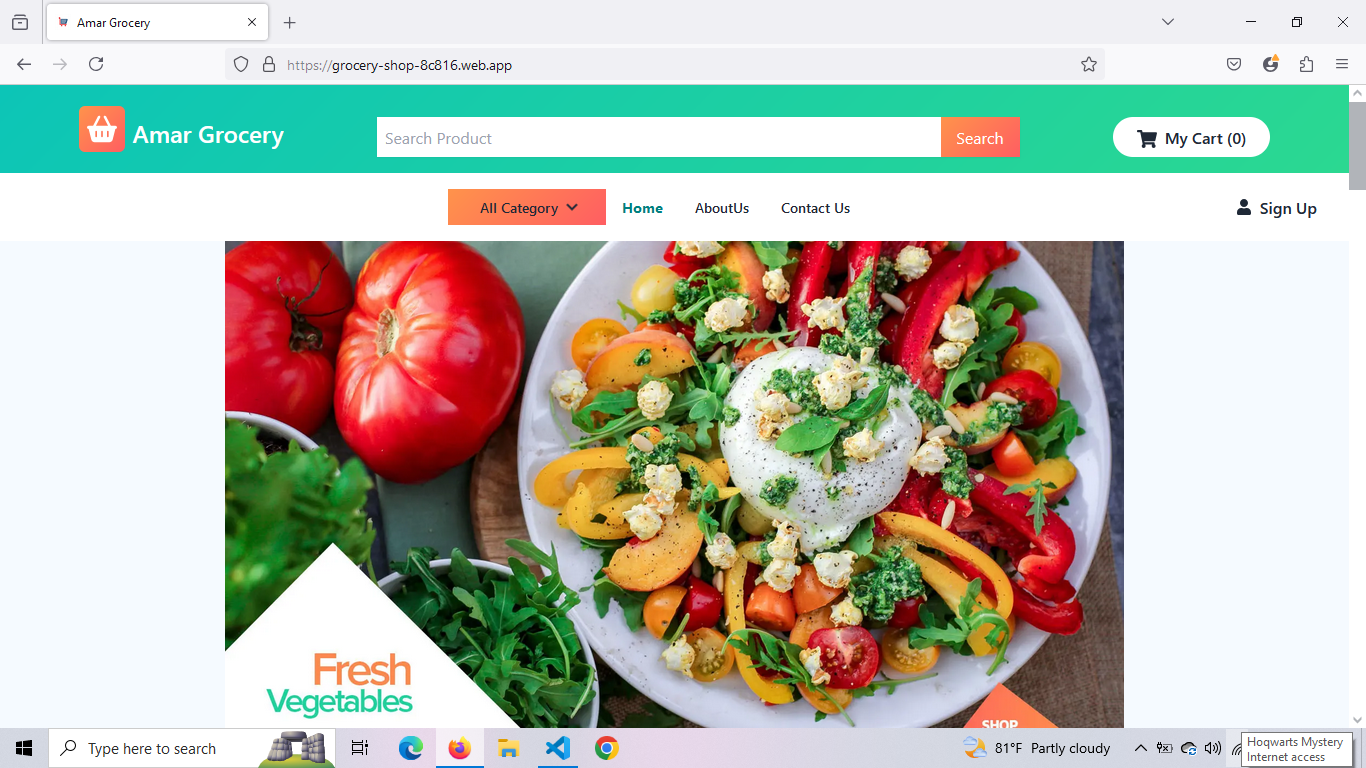 Amar Grocery
https://grocery-shop-8c816.web.app
Amar Grocery
Search Product
Search
My Cart (0)
All Category
Home
AboutUs
Contact Us
Sign Up
Fresh
Vegetables
SHOP
Type here to search
81°F Partly cloudy
Hoqwarts Mystery
Internet access